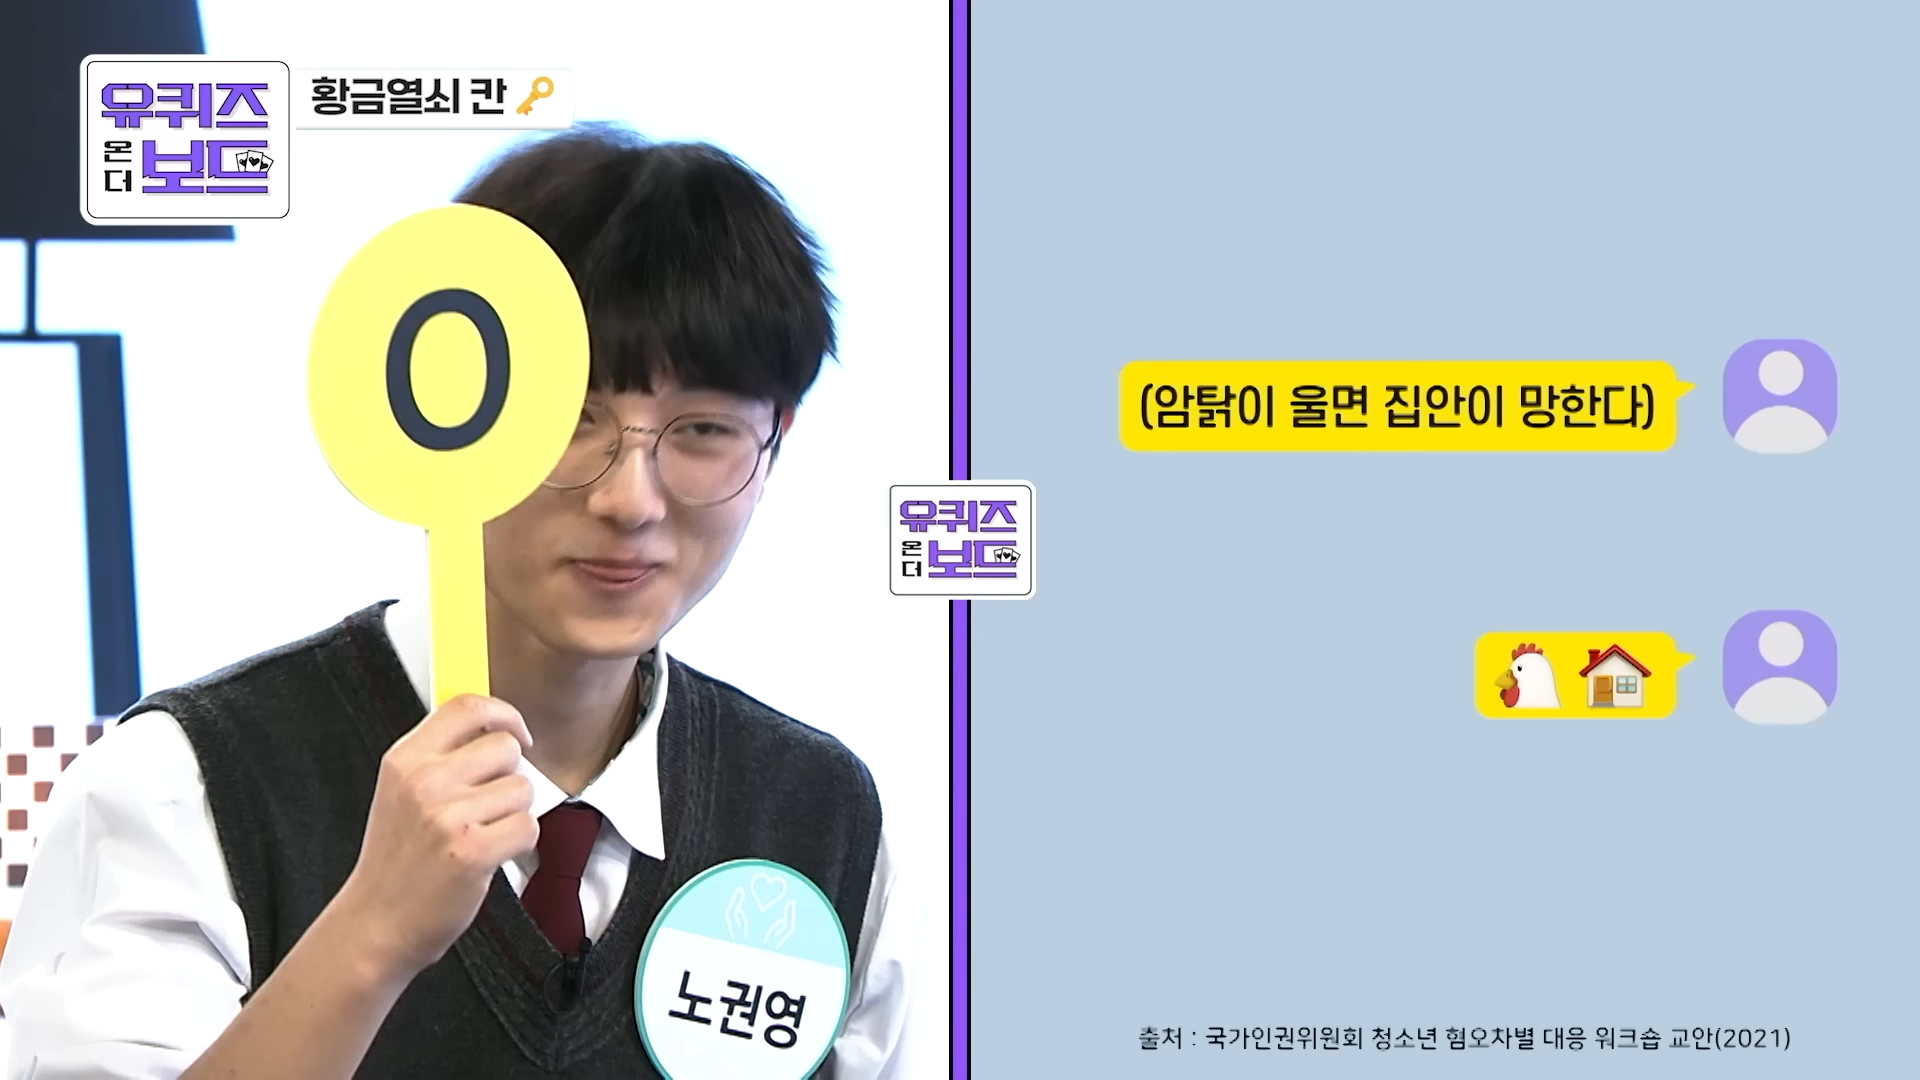 유퀴즈
온더 보드
황금열쇠 칸
O
노권영
유퀴즈
온더 보드
(암탉이 울면 집안이 망한다)
출처 : 국가인권위원회 청소년 혐오차별 대응 워크숍 교안(2021)